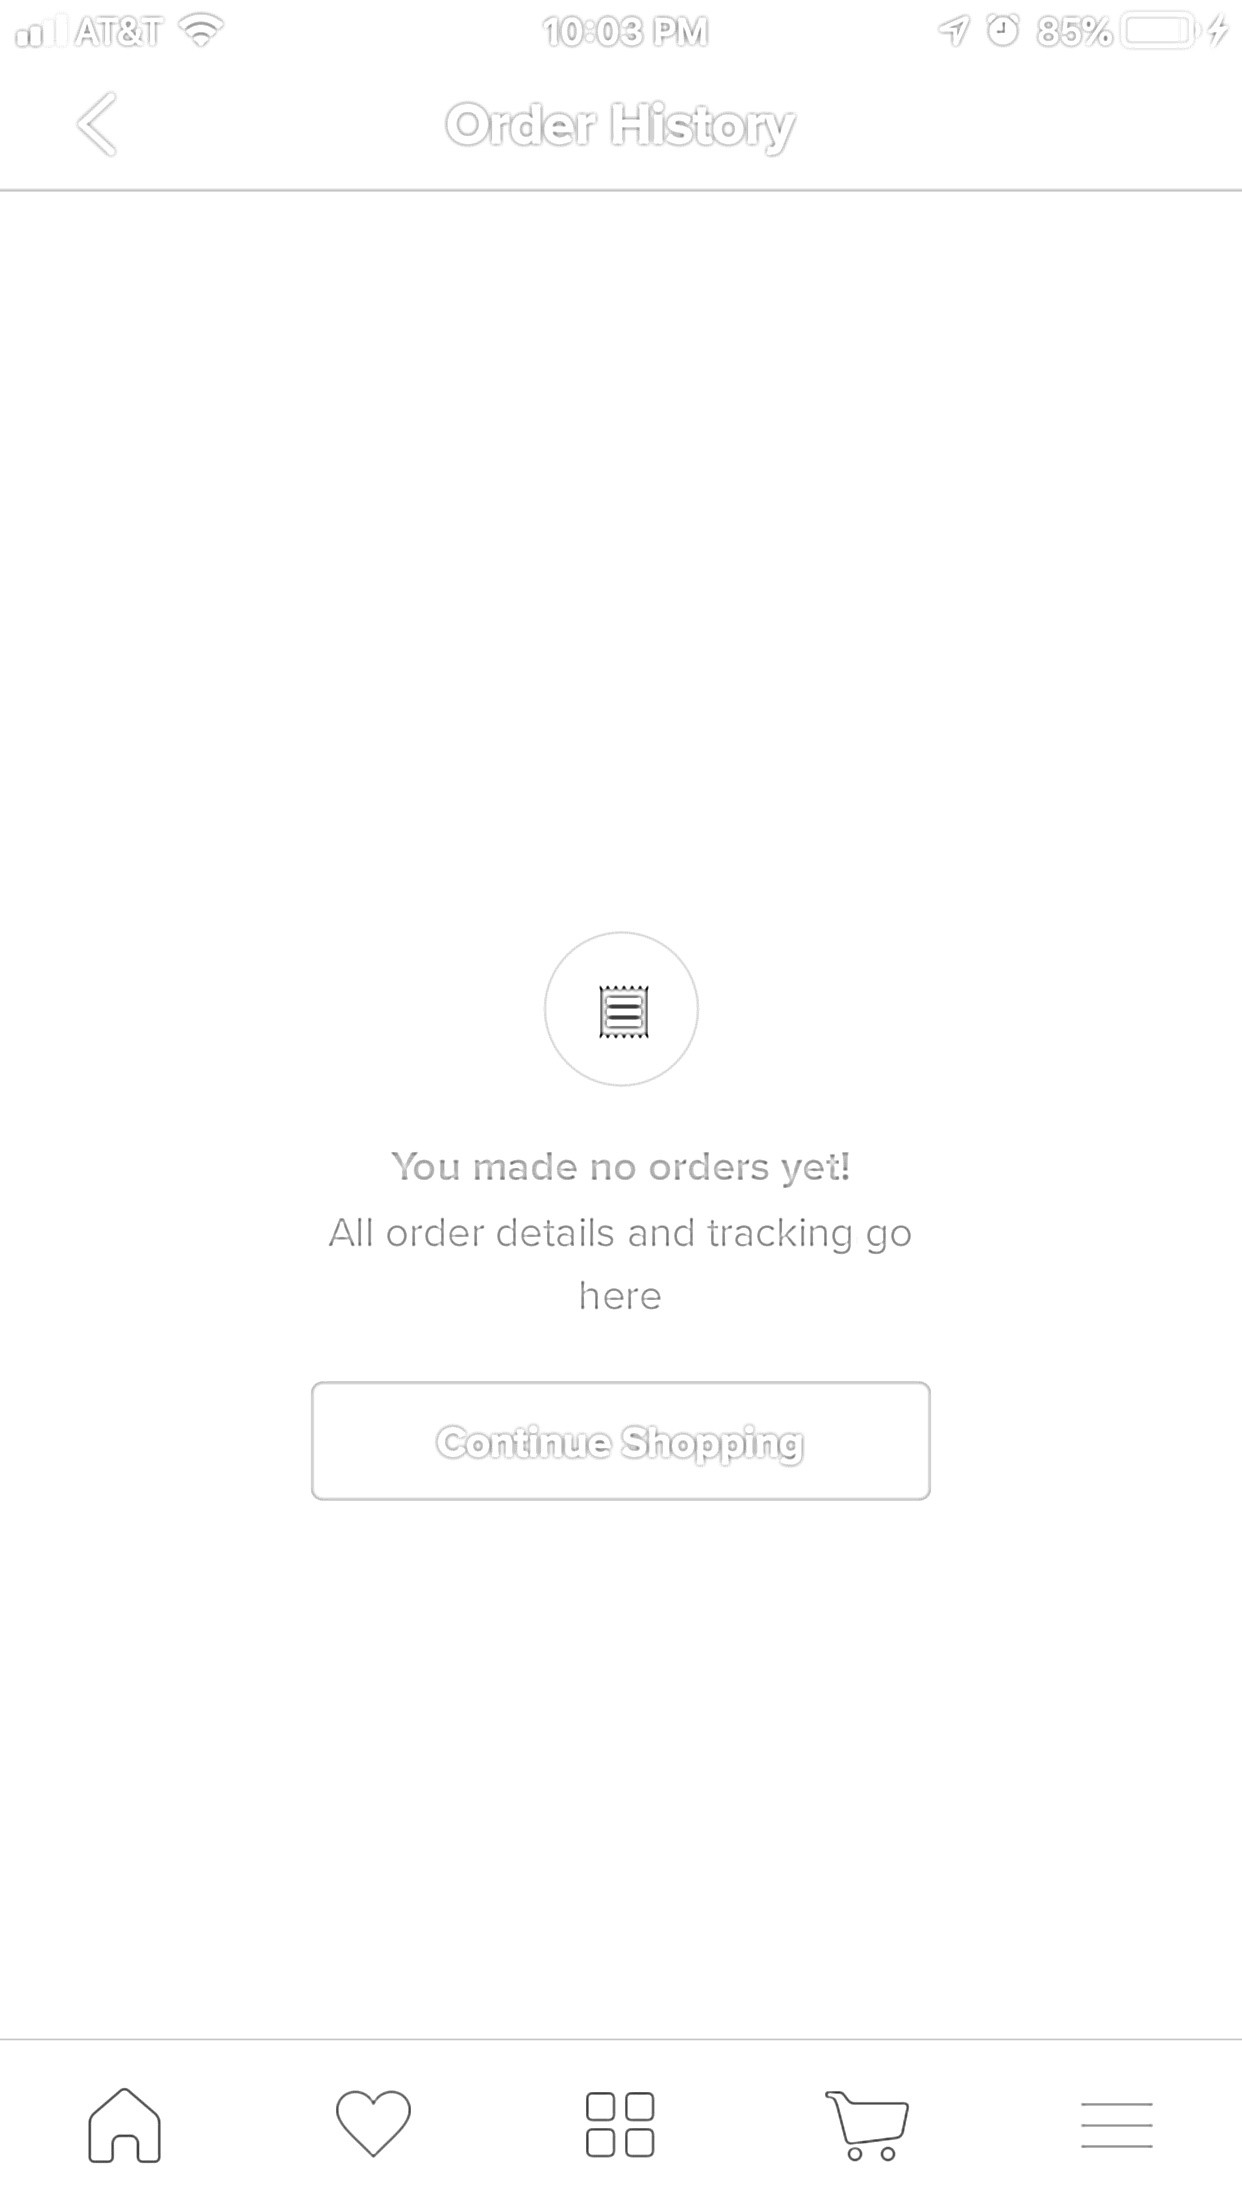 AT&T 10:03 PM 85%
Order History
You made no orders yet!
All order details and tracking go
here
Continue Shopping